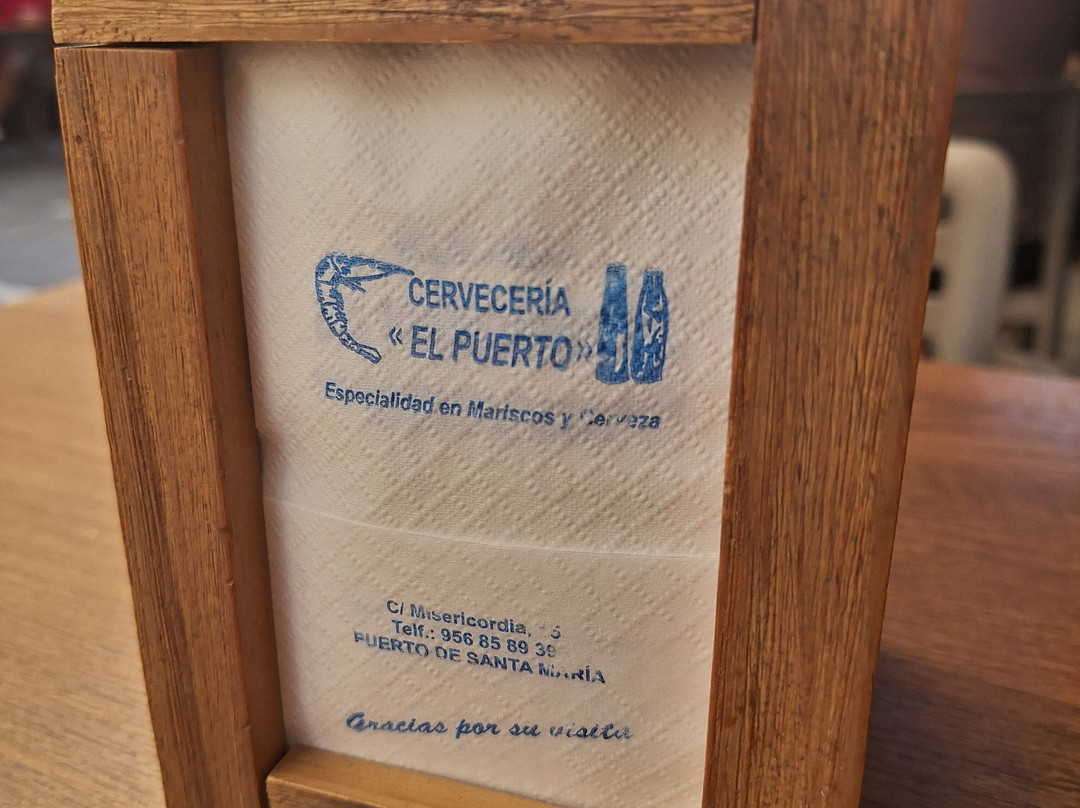 CERVECERÍA
« EL PUERTO »
Especialidad en Mariscos y Cerveza
C/ Misericordia,
Telf.: 956 85 89 39
PUERTO DE SANTA MARÍA
Gracias por su visita